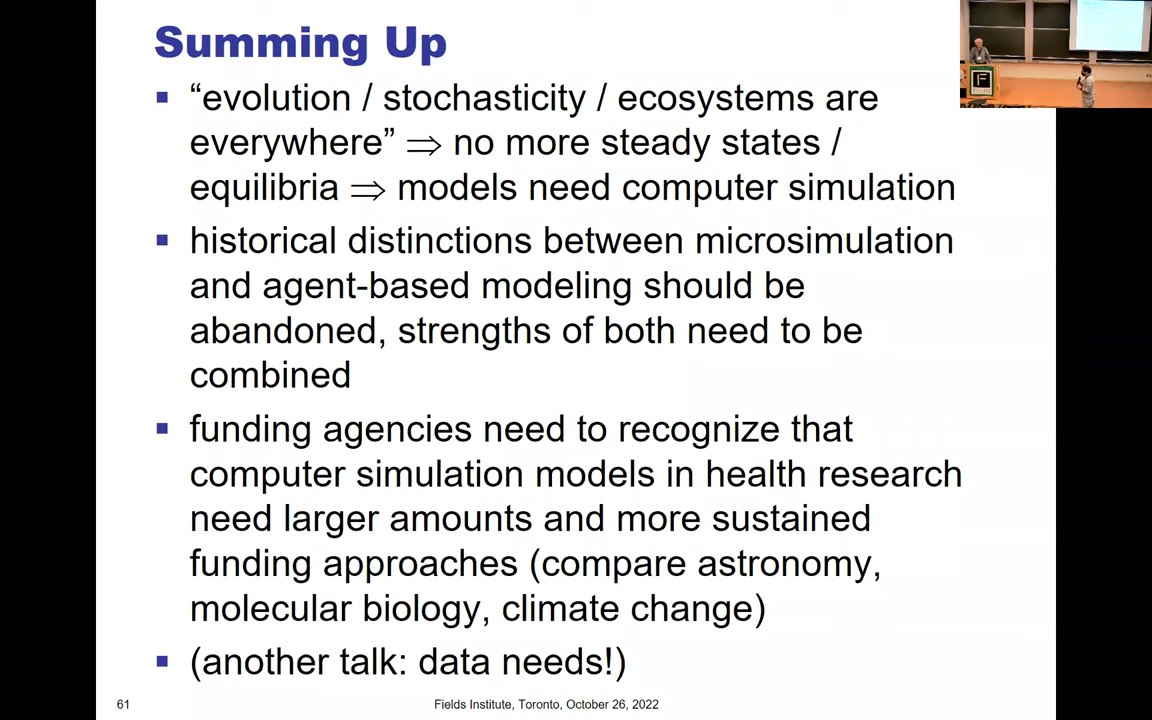 Summing Up
▪ “evolution / stochasticity / ecosystems are
everywhere” ⇒ no more steady states /
equilibria ⇒ models need computer simulation
▪ historical distinctions between microsimulation
and agent-based modeling should be
abandoned, strengths of both need to be
combined
▪ funding agencies need to recognize that
computer simulation models in health research
need larger amounts and more sustained
funding approaches (compare astronomy,
molecular biology, climate change)
▪ (another talk: data needs!)
61
Fields Institute, Toronto, October 26, 2022